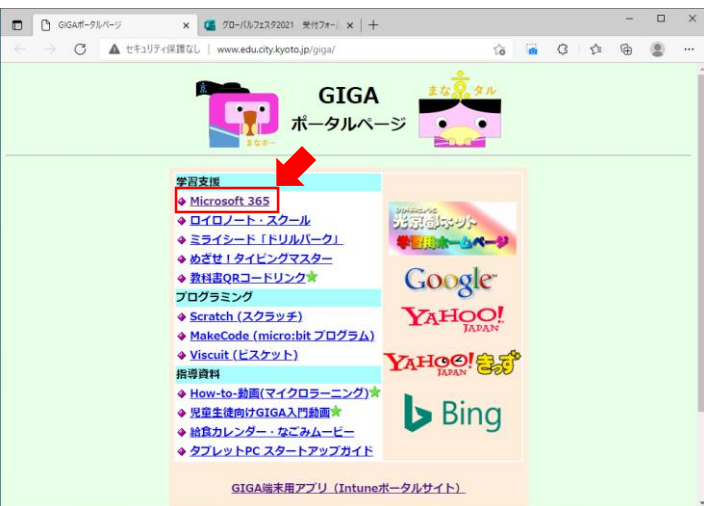 GIGAポータルページ
グローバルフェスタ2021 受付フォー
セキュリティ保護なし | www.edu.city.kyoto.jp/giga/
京
まなぼー
GIGA
ポータルページ
まな京タル
学習支援
Microsoft 365
ロイロノート・スクール
ミライシード「ドリルパーク」
めざせ!タイピングマスター
教科書QRコードリンク
プログラミング
Scratch (スクラッチ)
MakeCode (micro:bit プログラム)
Viscuit (ビスケット)
指導資料
How-to-動画(マイクロラーニング)
児童生徒向けGIGA入門動画
給食カレンダー・なごみムービー
タブレットPC スタートアップガイド
光京都ネット
学習用ホームページ
Google
YAHOO!
JAPAN
YAHOO!きっず
JAPAN
Bing
GIGA端末用アプリ(Intuneポータルサイト)